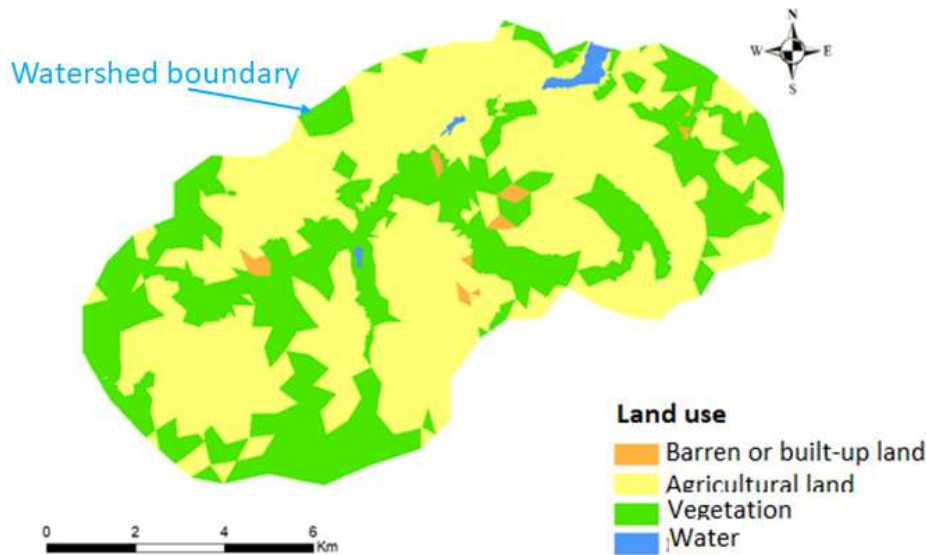 N
W E
S
Watershed boundary
Land use
Barren or built-up land
Agricultural land
Vegetation
Water
0 2 4 6
Km